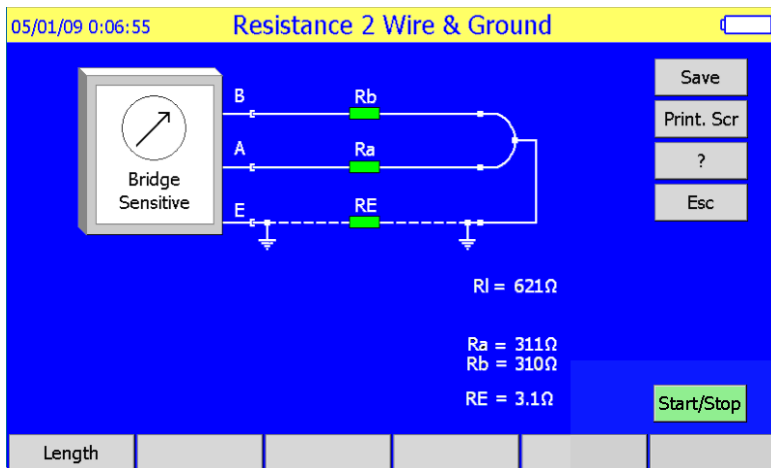 05/01/09 0:06:55
Resistance 2 Wire & Ground
Save
Print. Scr
?
Esc
B
Rb
A
Ra
E
RE
Bridge
Sensitive
Rl = 621Ω
Ra = 311Ω
Rb = 310Ω
RE = 3.1Ω
Start/Stop
Length